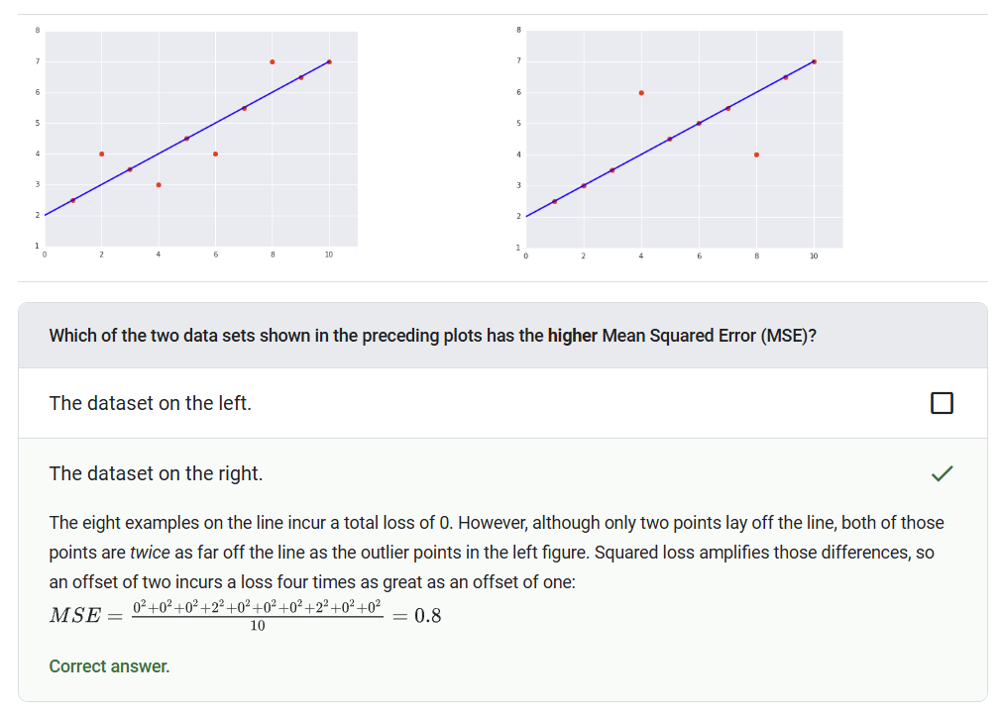 8
7
6
5
4
3
2
1
0 2 4 6 8 10
8
7
6
5
4
3
2
1
0 2 4 6 8 10
Which of the two data sets shown in the preceding plots has the higher Mean Squared Error (MSE)?
The dataset on the left.
The dataset on the right.
The eight examples on the line incur a total loss of 0. However, although only two points lay off the line, both of those
points are twice as far off the line as the outlier points in the left figure. Squared loss amplifies those differences, so
an offset of two incurs a loss four times as great as an offset of one:
MSE = \frac{0^2+0^2+0^2+2^2+0^2+0^2+0^2+2^2+0^2+0^2}{10} = 0.8
Correct answer.